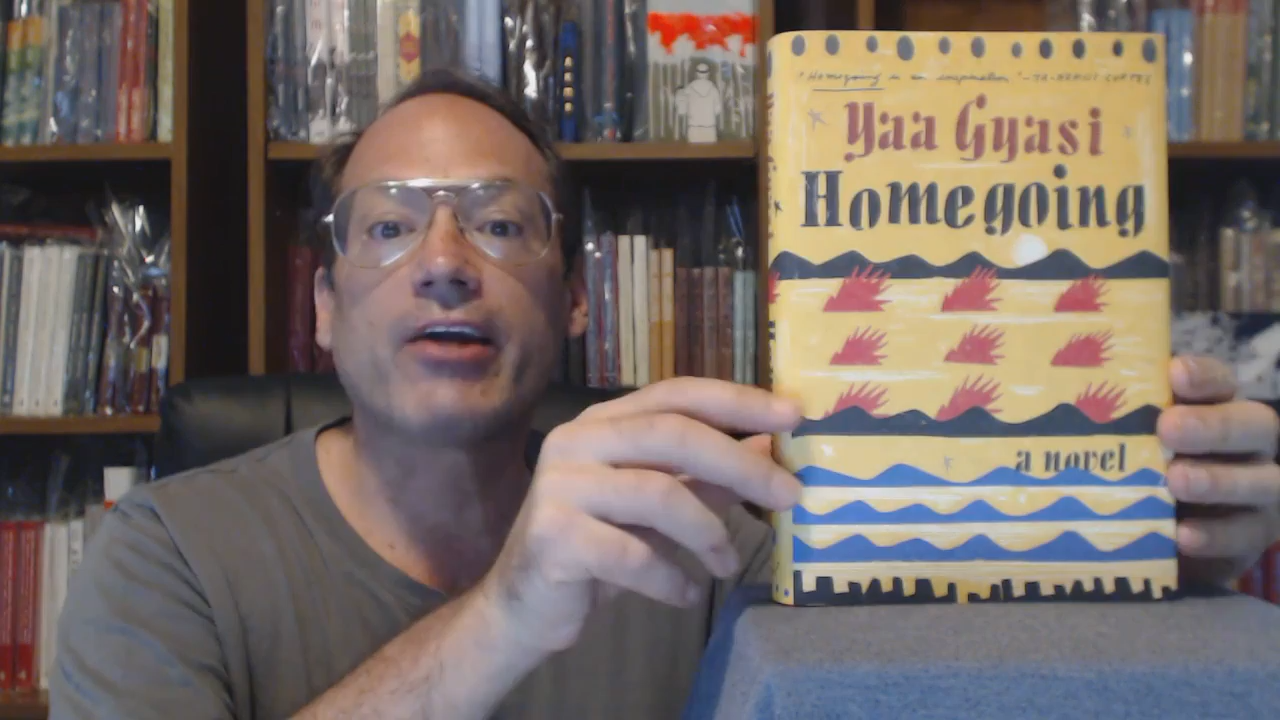 "Homegoing is an inspiration." –TA-NEHISI COATES
Yaa Gyasi
Homegoing
a novel